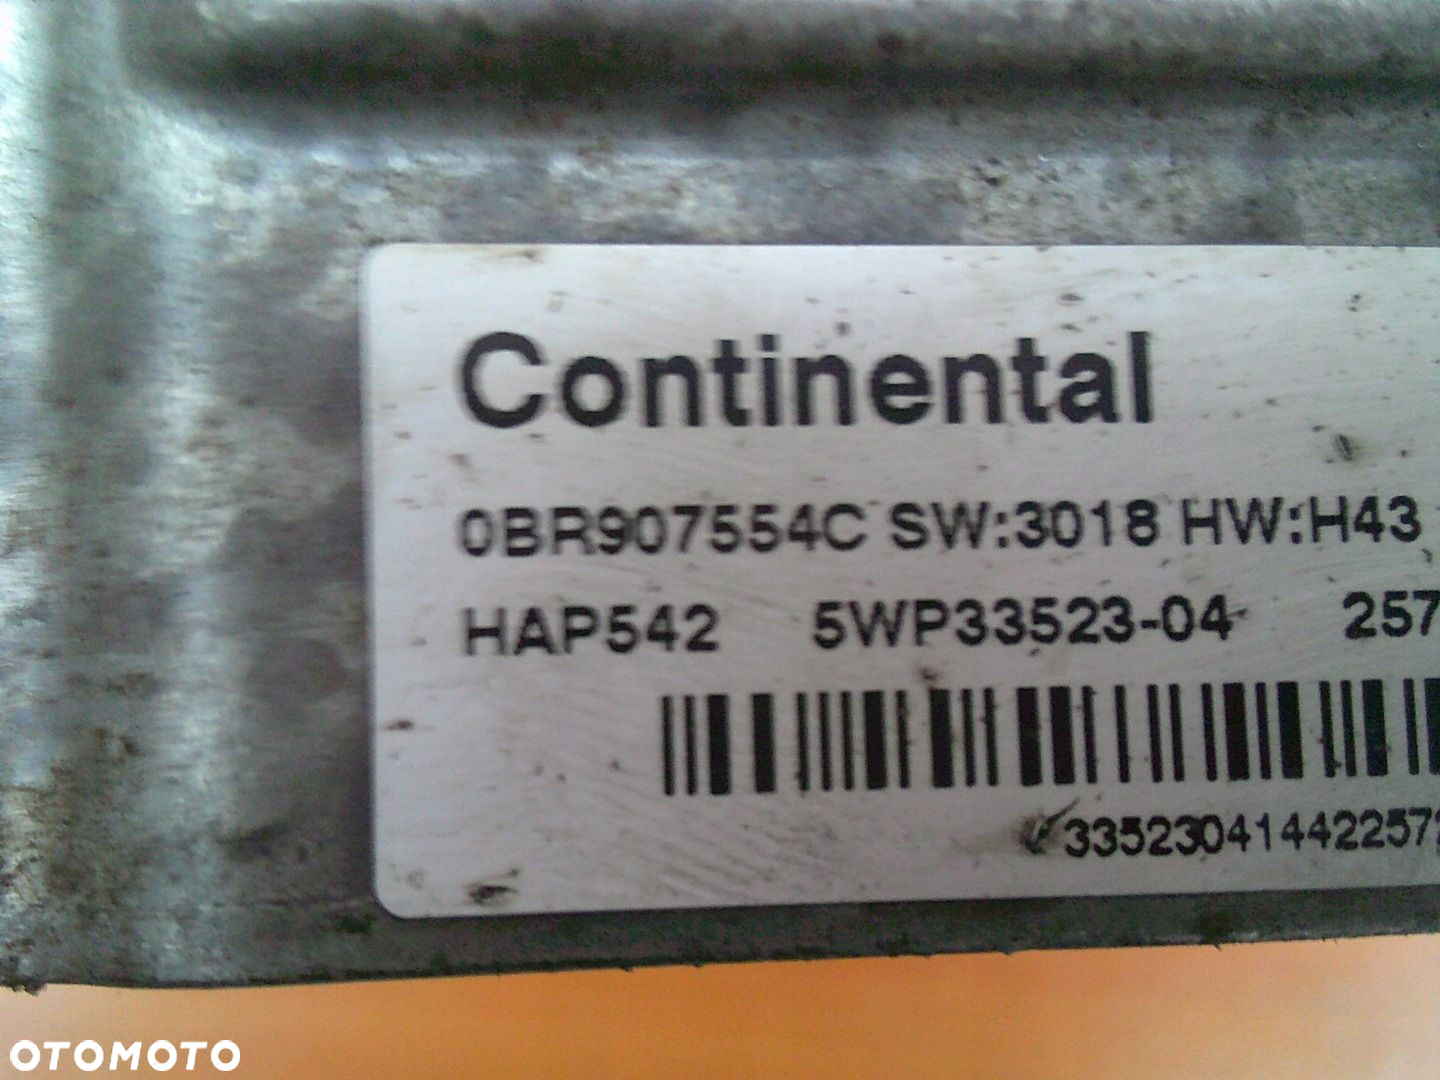 Continental
0BR907554C SW:3018 HW:H43
HAP542 5WP33523-04 257
33523041442257
OTOMOTO